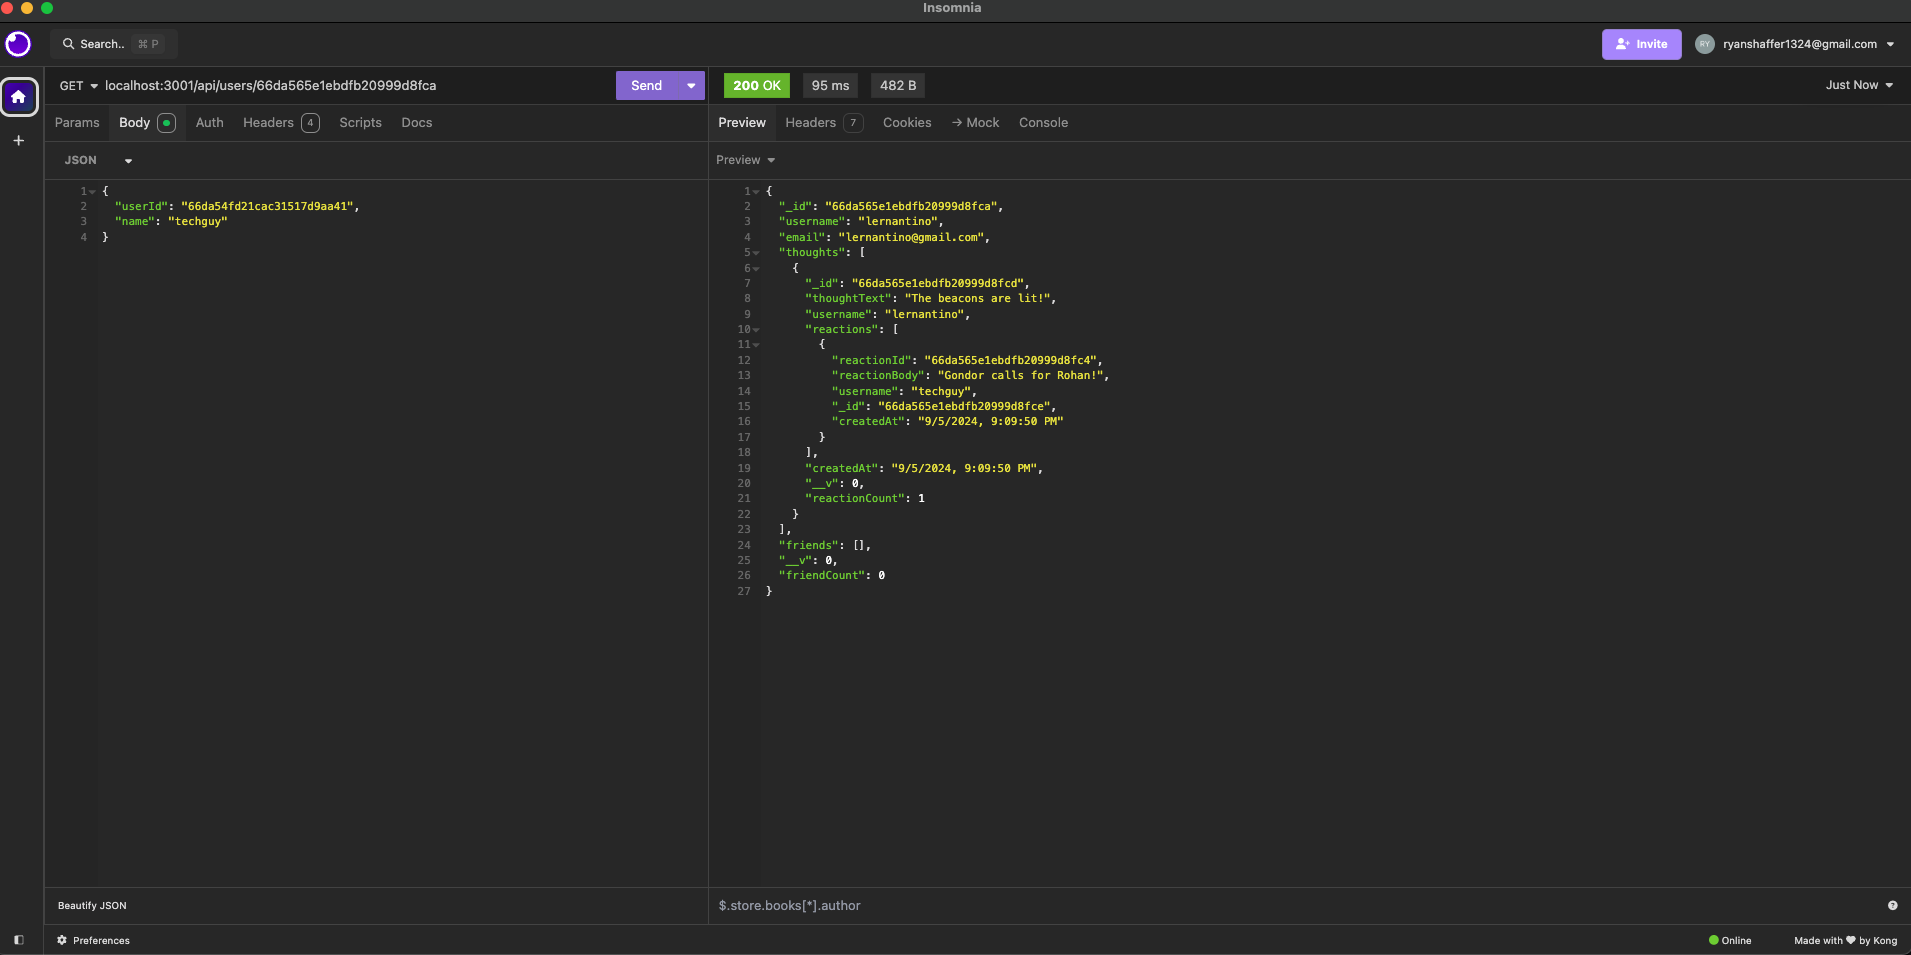 Insomnia
Search.. ⌘ P
Invite
RY ryanshaffer1324@gmail.com
GET localhost:3001/api/users/66da565e1ebdfb20999d8fca Send
200 OK 95 ms 482 B Just Now
Params Body Auth Headers 4 Scripts Docs
Preview Headers 7 Cookies → Mock Console
JSON
Preview
1 {
2 "userId": "66da54fd21cac31517d9aa41",
3 "name": "techguy"
4 }
1 {
2 "_id": "66da565e1ebdfb20999d8fca",
3 "username": "lernantino",
4 "email": "lernantino@gmail.com",
5 "thoughts": [
6 {
7 "_id": "66da565e1ebdfb20999d8fcd",
8 "thoughtText": "The beacons are lit!",
9 "username": "lernantino",
10 "reactions": [
11 {
12 "reactionId": "66da565e1ebdfb20999d8fc4",
13 "reactionBody": "Gondor calls for Rohan!",
14 "username": "techguy",
15 "_id": "66da565e1ebdfb20999d8fce",
16 "createdAt": "9/5/2024, 9:09:50 PM"
17 }
18 ],
19 "createdAt": "9/5/2024, 9:09:50 PM",
20 "__v": 0,
21 "reactionCount": 1
22 }
23 ],
24 "friends": [],
25 "__v": 0,
26 "friendCount": 0
27 }
Beautify JSON
$.store.books[*].author
Preferences
Online
Made with ♥ by Kong